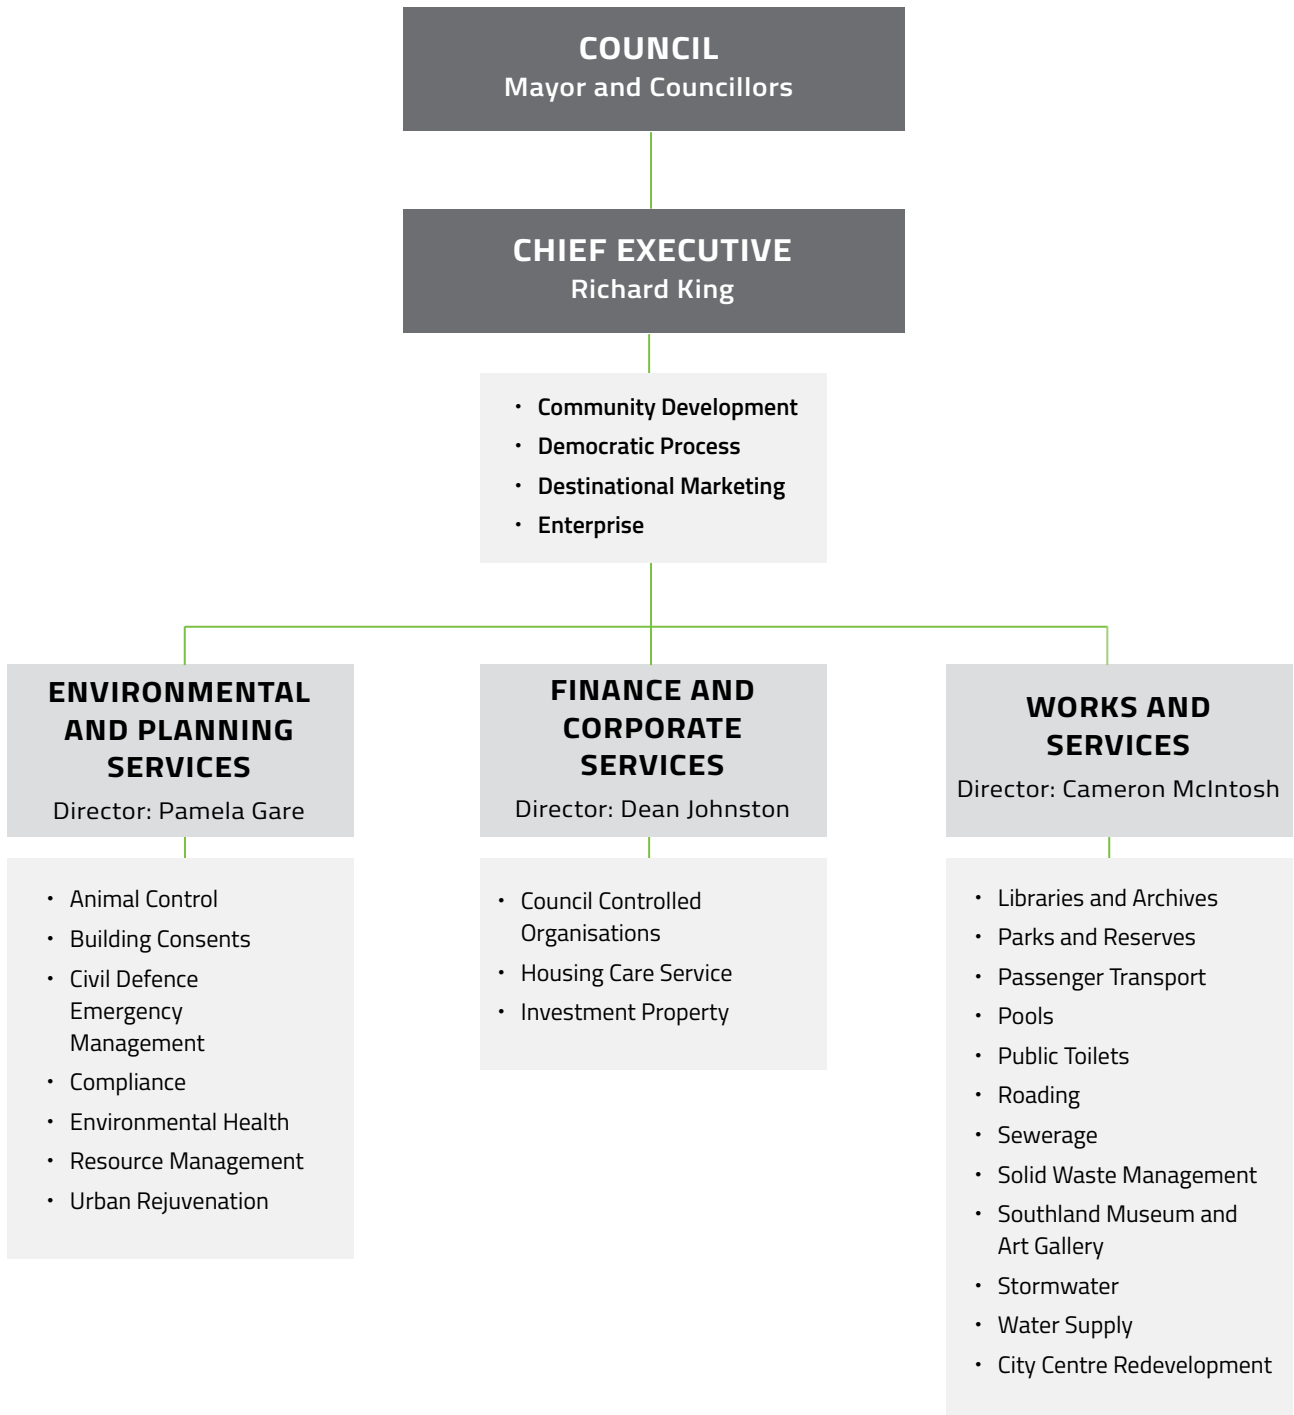 COUNCIL
Mayor and Councillors
CHIEF EXECUTIVE
Richard King
• Community Development
• Democratic Process
• Destinational Marketing
• Enterprise
ENVIRONMENTAL
AND PLANNING
SERVICES
Director: Pamela Gare
• Animal Control
• Building Consents
• Civil Defence
Emergency
Management
• Compliance
• Environmental Health
• Resource Management
• Urban Rejuvenation
FINANCE AND
CORPORATE
SERVICES
Director: Dean Johnston
• Council Controlled
Organisations
• Housing Care Service
• Investment Property
WORKS AND
SERVICES
Director: Cameron McIntosh
• Libraries and Archives
• Parks and Reserves
• Passenger Transport
• Pools
• Public Toilets
• Roading
• Sewerage
• Solid Waste Management
• Southland Museum and
Art Gallery
• Stormwater
• Water Supply
• City Centre Redevelopment